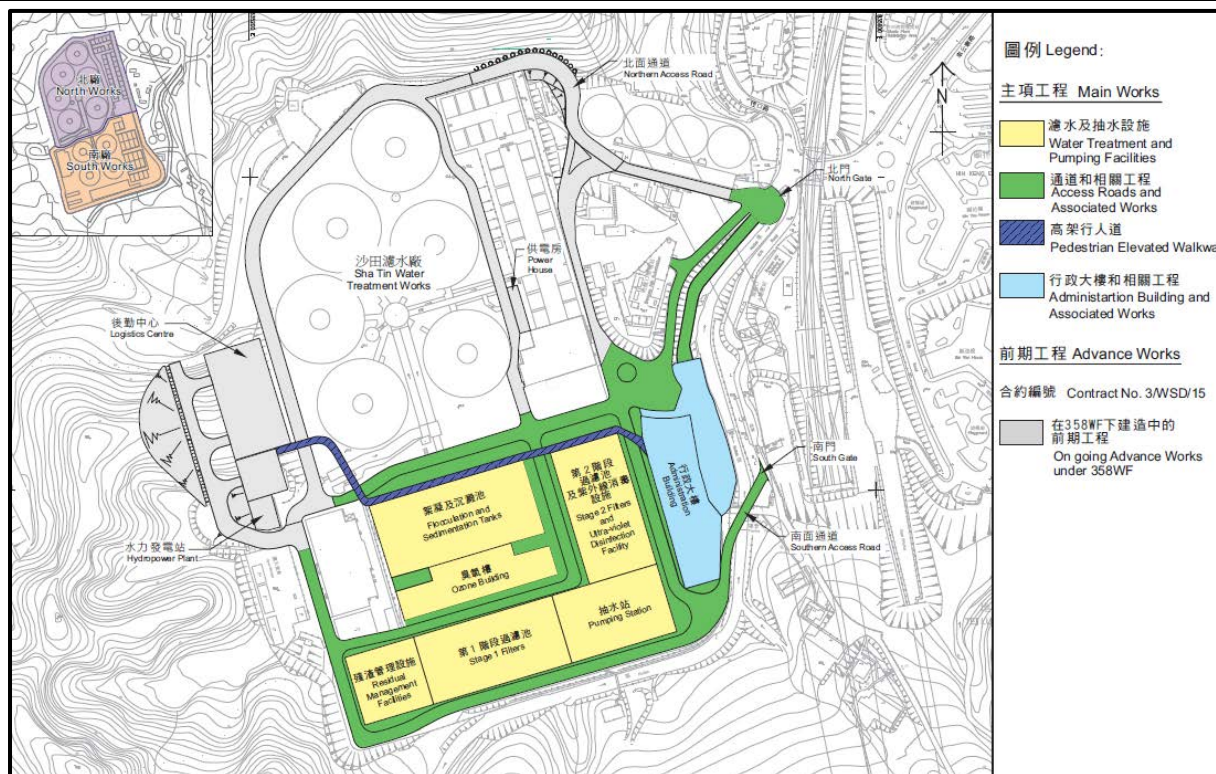 北廠
North Works
南廠
South Works
北面通道
Northern Access Road
N
北門
North Gate
供電房
Power
House
沙田濾水廠
Sha Tin Water
Treatment Works
後勤中心
Logistics Centre
水力發電站
Hydropower Plant
絮凝及沉澱池
Flocculation and
Sedimentation Tanks
臭氧樓
Ozone Building
第2階段
過濾池
及紫外線消毒
設施
Stage 2 Filters
and
Ultra-violet
Disinfection
Facility
行政大樓
Administration
Building
南門
South Gate
南面通道
Southern Access Road
抽水站
Pumping Station
第1階段過濾池
Stage 1 Filters
殘渣管理設施
Residual
Management
Facilities
圖例 Legend:
主項工程 Main Works
濾水及抽水設施
Water Treatment and
Pumping Facilities
通道和相關工程
Access Roads and
Associated Works
高架行人道
Pedestrian Elevated Walkwa
行政大樓和相關工程
Administartion Building and
Associated Works
前期工程 Advance Works
合約編號 Contract No. 3/WSD/15
在358WF下建造中的
前期工程
On going Advance Works
under 358WF